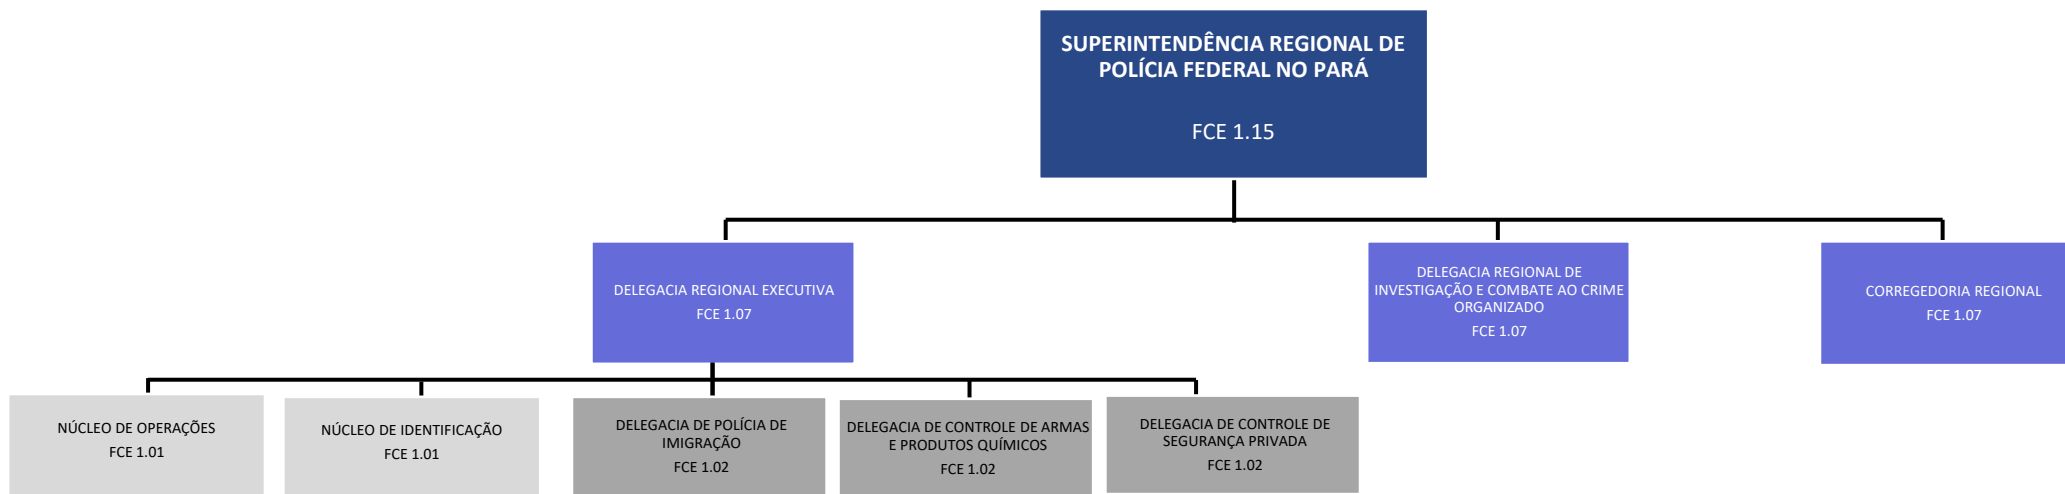 SUPERINTENDÊNCIA REGIONAL DE
POLÍCIA FEDERAL NO PARÁ
FCE 1.15
DELEGACIA REGIONAL EXECUTIVA
FCE 1.07
DELEGACIA REGIONAL DE
INVESTIGAÇÃO E COMBATE AO CRIME
ORGANIZADO
FCE 1.07
CORREGEDORIA REGIONAL
FCE 1.07
NÚCLEO DE OPERAÇÕES
FCE 1.01
NÚCLEO DE IDENTIFICAÇÃO
FCE 1.01
DELEGACIA DE POLÍCIA DE
IMIGRAÇÃO
FCE 1.02
DELEGACIA DE CONTROLE DE ARMAS
E PRODUTOS QUÍMICOS
FCE 1.02
DELEGACIA DE CONTROLE DE
SEGURANÇA PRIVADA
FCE 1.02